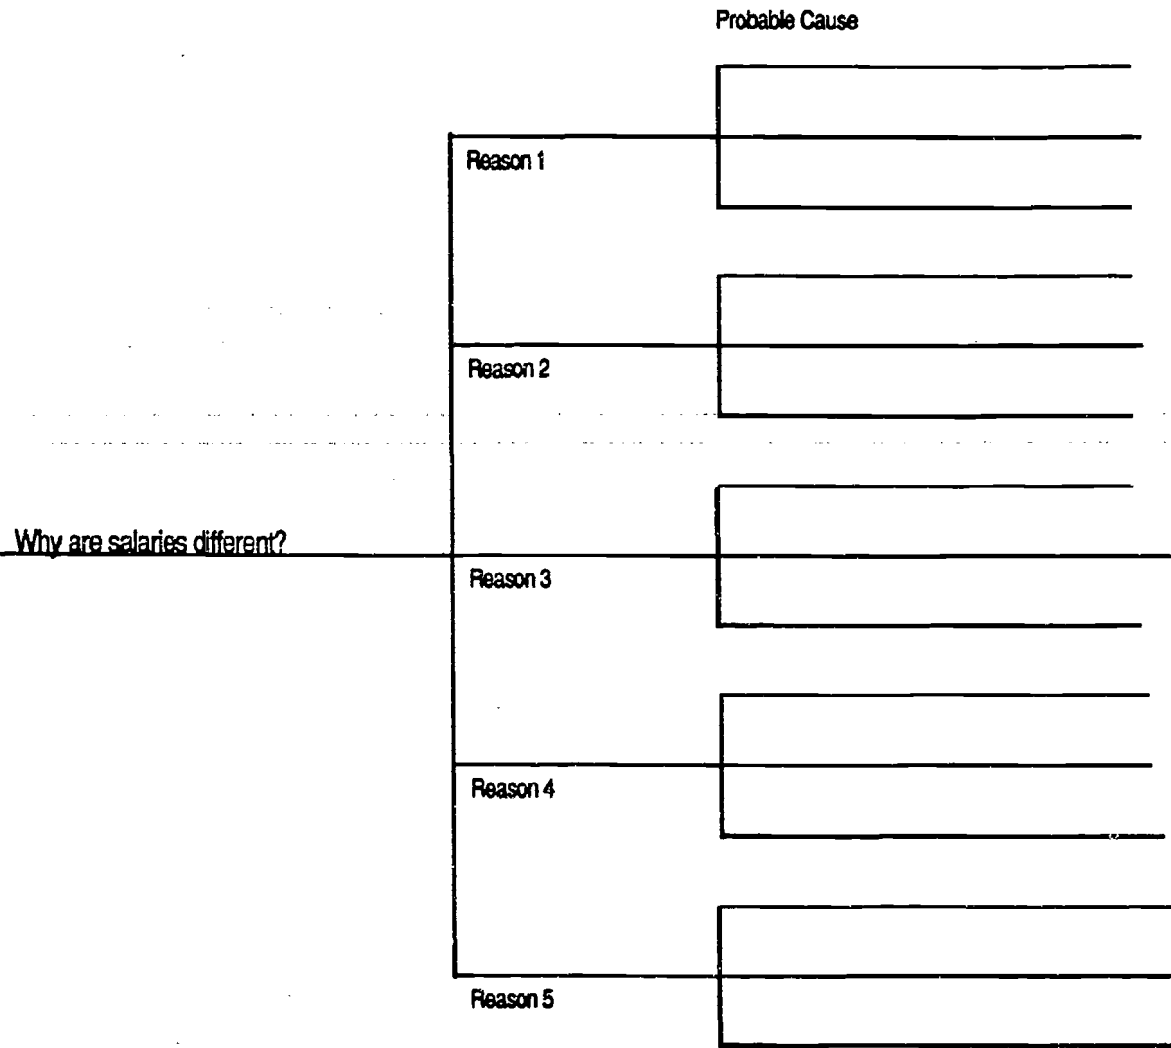 Probable Cause
Reason 1
Reason 2
Why are salaries different?
Reason 3
Reason 4
Reason 5